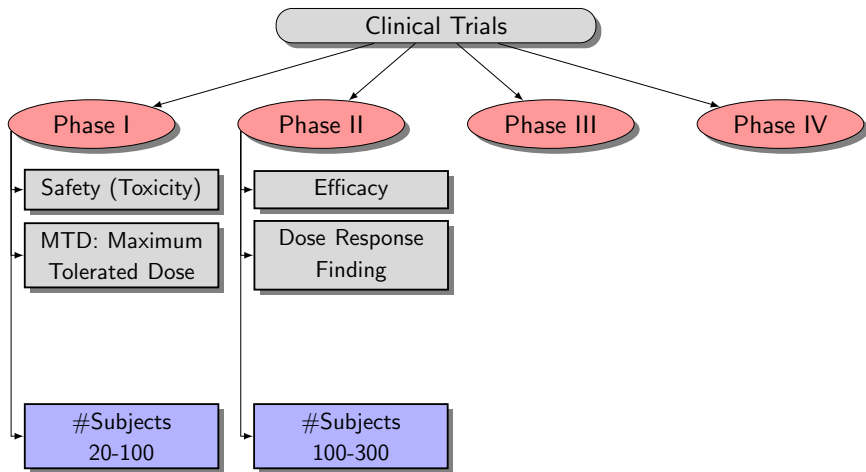 Clinical Trials
Phase I
Phase II
Phase III
Phase IV
Safety (Toxicity)
MTD: Maximum
Tolerated Dose
#Subjects
20-100
Efficacy
Dose Response
Finding
#Subjects
100-300